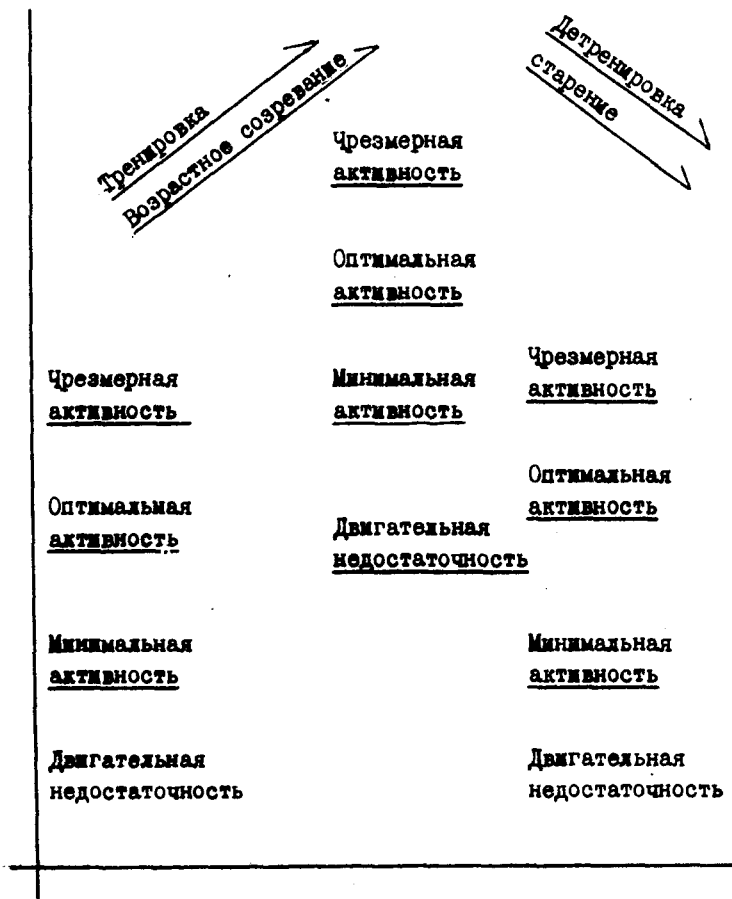 Тренировка
Возрастное созревание
Детренировка
старение
Чрезмерная
активность
Оптимальная
активность
Минимальная
активность
Двигательная
недостаточность
Чрезмерная
активность
Оптимальная
активность
Минимальная
активность
Двигательная
недостаточность
Чрезмерная
активность
Оптимальная
активность
Минимальная
активность
Двигательная
недостаточность